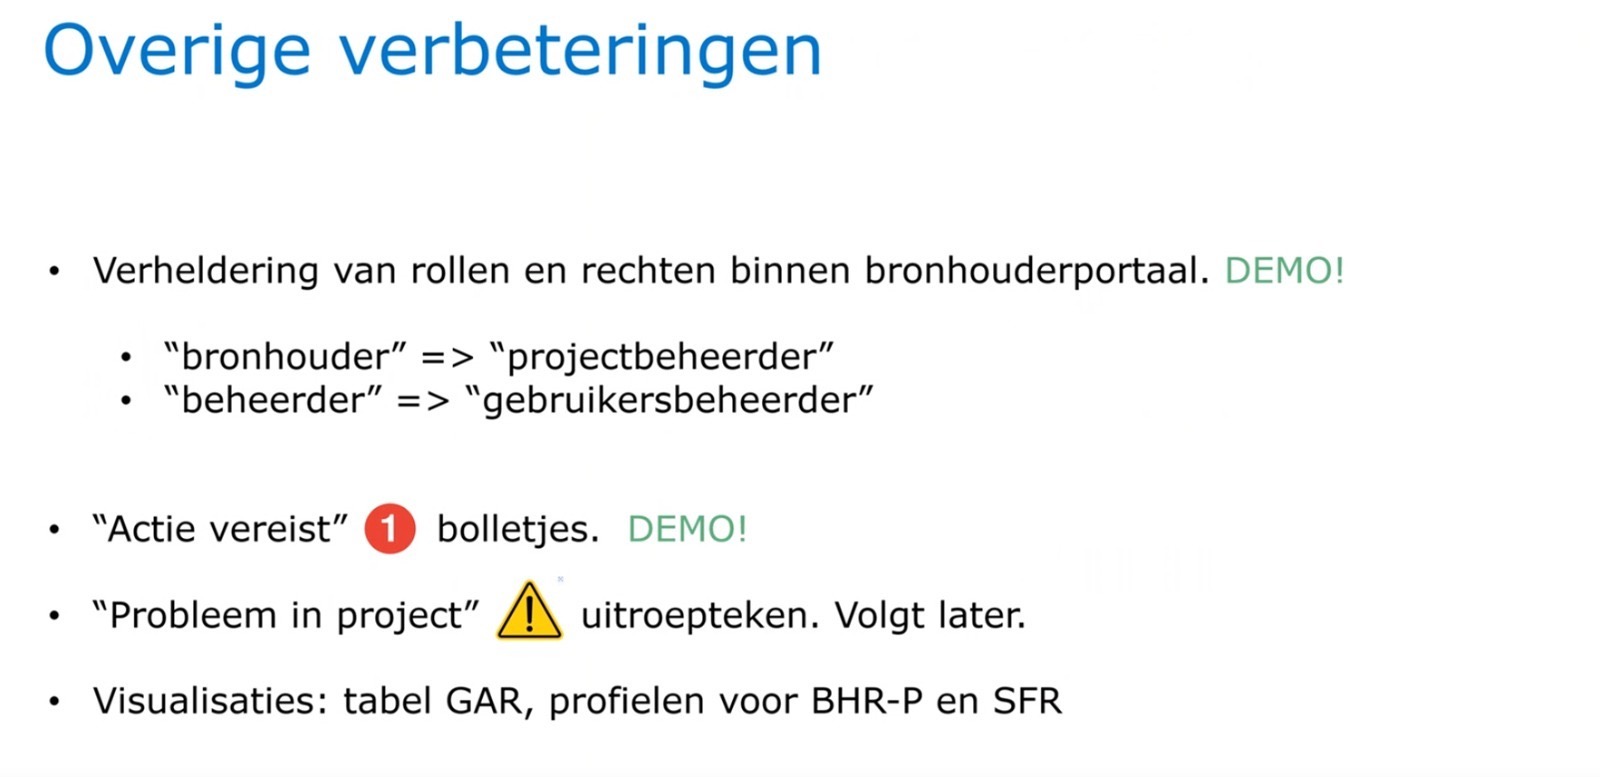 Overige verbeteringen
• Verheldering van rollen en rechten binnen bronhouderportaal. DEMO!
• “bronhouder” => “projectbeheerder”
• “beheerder” => “gebruikersbeheerder”
• “Actie vereist” 1 bolletjes. DEMO!
• “Probleem in project” ! uitroepteken. Volgt later.
• Visualisaties: tabel GAR, profielen voor BHR-P en SFR